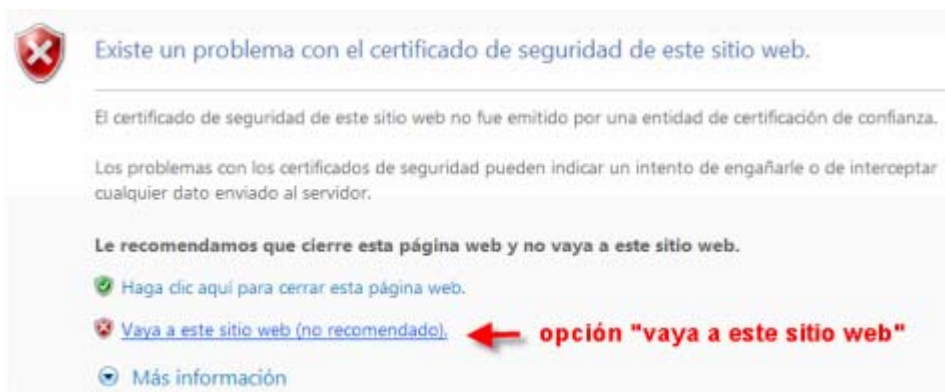 Existe un problema con el certificado de seguridad de este sitio web.
El certificado de seguridad de este sitio web no fue emitido por una entidad de certificación de confianza.
Los problemas con los certificados de seguridad pueden indicar un intento de engañarle o de interceptar
cualquier dato enviado al servidor.
Le recomendamos que cierre esta página web y no vaya a este sitio web.
Haga clic aquí para cerrar esta página web.
Vaya a este sitio web (no recomendado). opción "vaya a este sitio web"
Más información